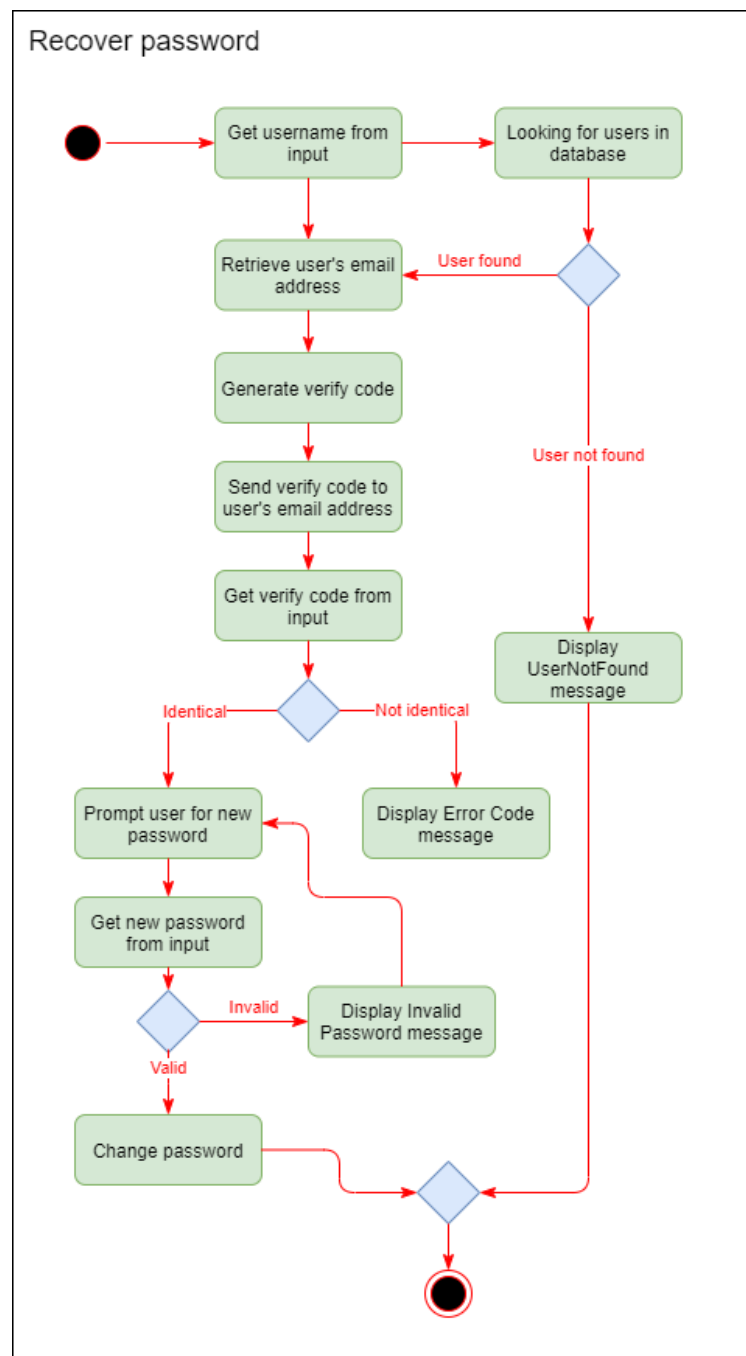 Recover password
Get username from
input
Looking for users in
database
Retrieve user's email
address
User found
Generate verify code
User not found
Send verify code to
user's email address
Get verify code from
input
Display
UserNotFound
message
Identical
Not identical
Prompt user for new
password
Display Error Code
message
Get new password
from input
Invalid
Display Invalid
Password message
Valid
Change password